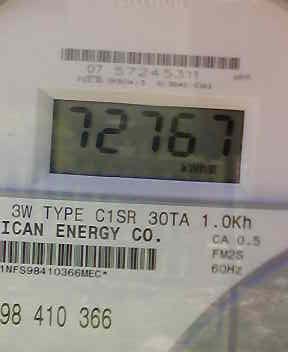 07 57245311
72767
kWh
3W TYPE C1SR 30TA 1.0Kh
ICAN ENERGY CO.
CA 0.5
FM2S
60Hz
1NFS98410366MEC*
98 410 366